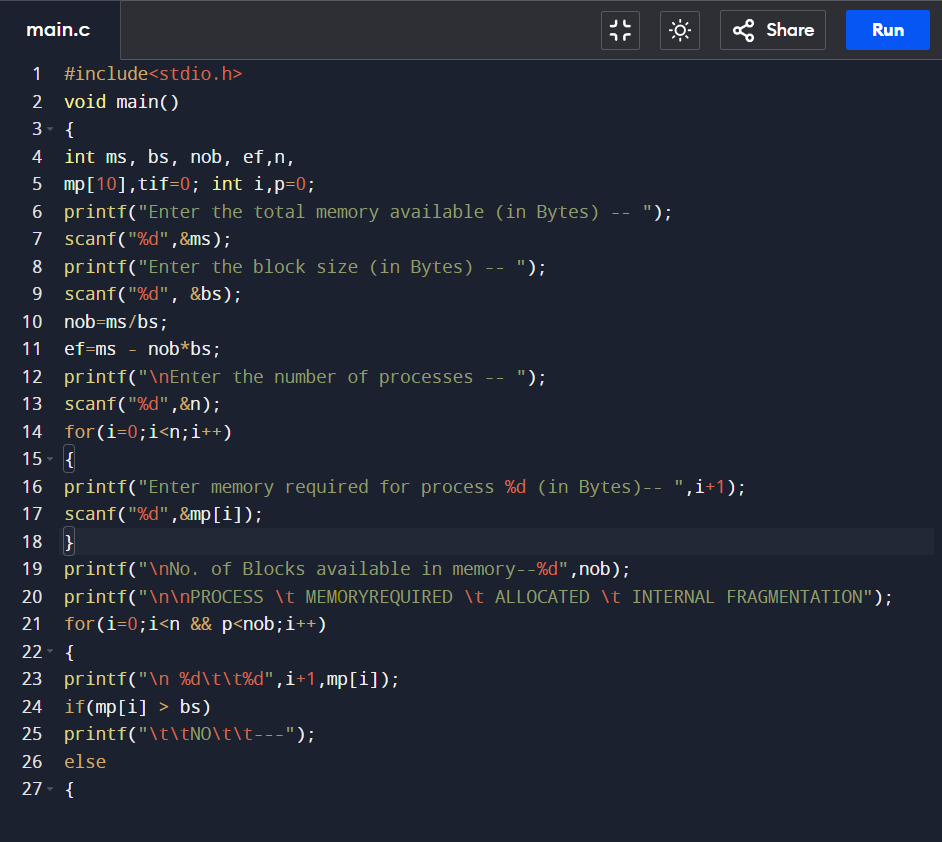 main.c
Share
Run
1 #include<stdio.h>
2 void main()
3 {
4 int ms, bs, nob, ef,n,
5 mp[10],tif=0; int i,p=0;
6 printf("Enter the total memory available (in Bytes) -- ");
7 scanf("%d",&ms);
8 printf("Enter the block size (in Bytes) -- ");
9 scanf("%d", &bs);
10 nob=ms/bs;
11 ef=ms - nob*bs;
12 printf("\nEnter the number of processes -- ");
13 scanf("%d",&n);
14 for(i=0;i<n;i++)
15 {
16 printf("Enter memory required for process %d (in Bytes)-- ",i+1);
17 scanf("%d",&mp[i]);
18 }
19 printf("\nNo. of Blocks available in memory--%d",nob);
20 printf("\n\nPROCESS \t MEMORYREQUIRED \t ALLOCATED \t INTERNAL FRAGMENTATION");
21 for(i=0;i<n && p<nob;i++)
22 {
23 printf("\n %d\t\t%d",i+1,mp[i]);
24 if(mp[i] > bs)
25 printf("\t\tNO\t\t---");
26 else
27 {